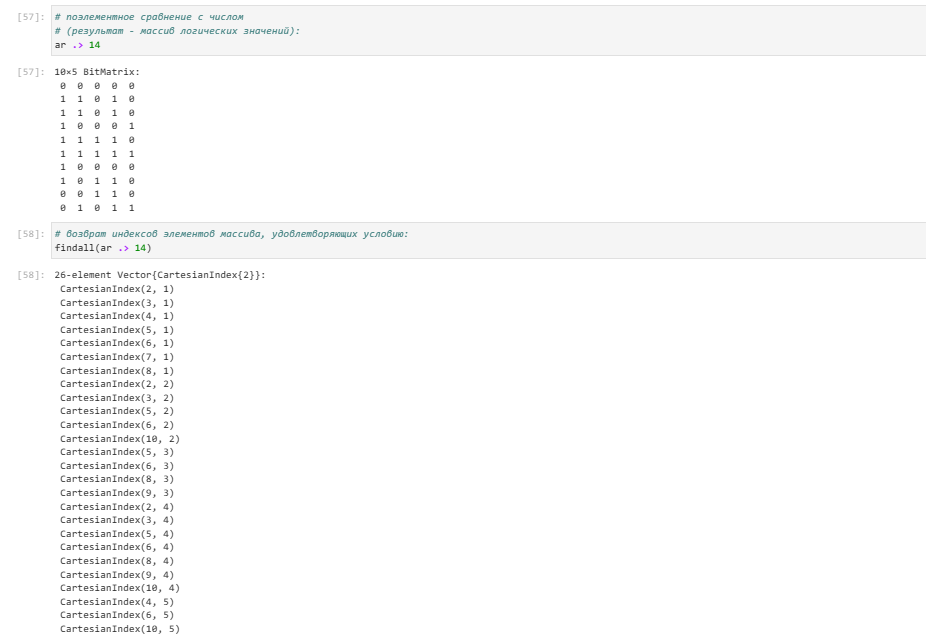 [57]: # поэлементное сравнение с числом
# (результат - массив логических значений):
ar .> 14
[57]: 10×5 BitMatrix:
0 0 0 0 0
1 1 0 1 0
1 1 0 1 0
1 0 0 0 1
1 1 1 1 0
1 1 1 1 1
1 0 0 0 0
1 0 1 1 0
0 0 1 1 0
0 1 0 1 1
[58]: # возврат индексов элементов массива, удовлетворяющих условию:
findall(ar .> 14)
[58]: 26-element Vector{CartesianIndex{2}}:
CartesianIndex(2, 1)
CartesianIndex(3, 1)
CartesianIndex(4, 1)
CartesianIndex(5, 1)
CartesianIndex(6, 1)
CartesianIndex(7, 1)
CartesianIndex(8, 1)
CartesianIndex(2, 2)
CartesianIndex(3, 2)
CartesianIndex(5, 2)
CartesianIndex(6, 2)
CartesianIndex(10, 2)
CartesianIndex(5, 3)
CartesianIndex(6, 3)
CartesianIndex(8, 3)
CartesianIndex(9, 3)
CartesianIndex(2, 4)
CartesianIndex(3, 4)
CartesianIndex(5, 4)
CartesianIndex(6, 4)
CartesianIndex(8, 4)
CartesianIndex(9, 4)
CartesianIndex(10, 4)
CartesianIndex(4, 5)
CartesianIndex(6, 5)
CartesianIndex(10, 5)